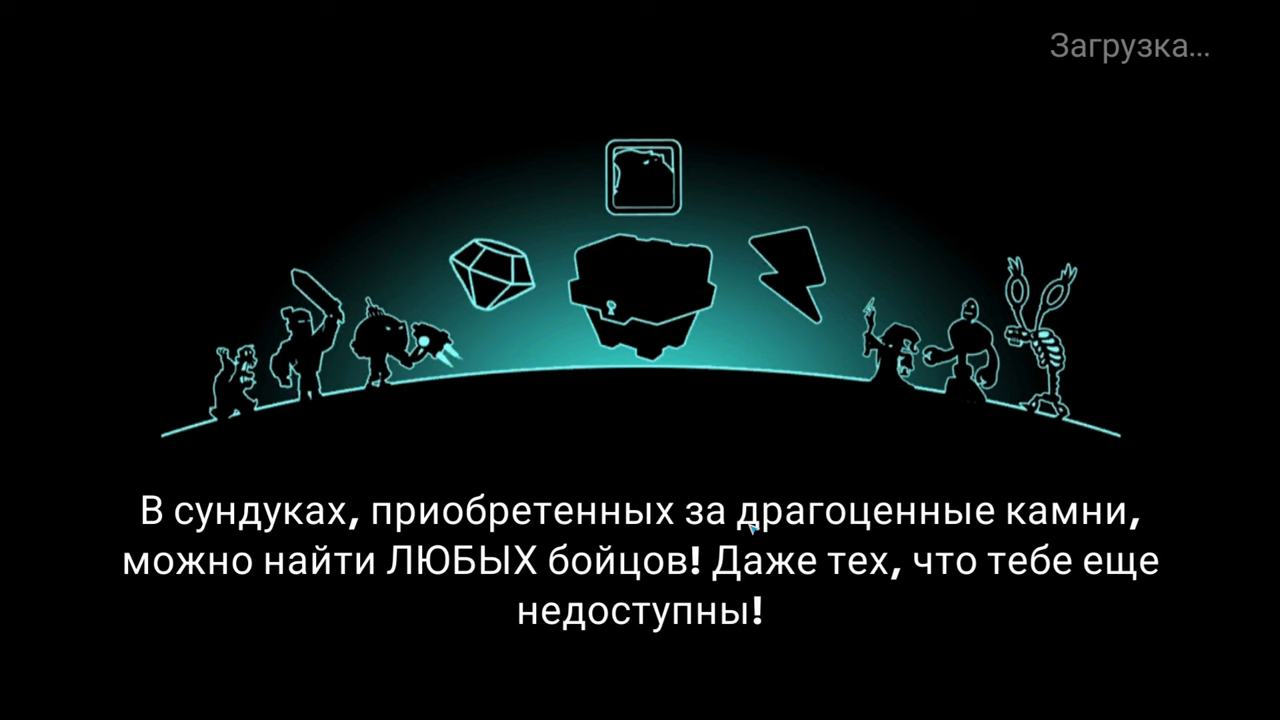 Загрузка...
В сундуках, приобретенных за драгоценные камни,
можно найти ЛЮБЫХ бойцов! Даже тех, что тебе еще
недоступны!